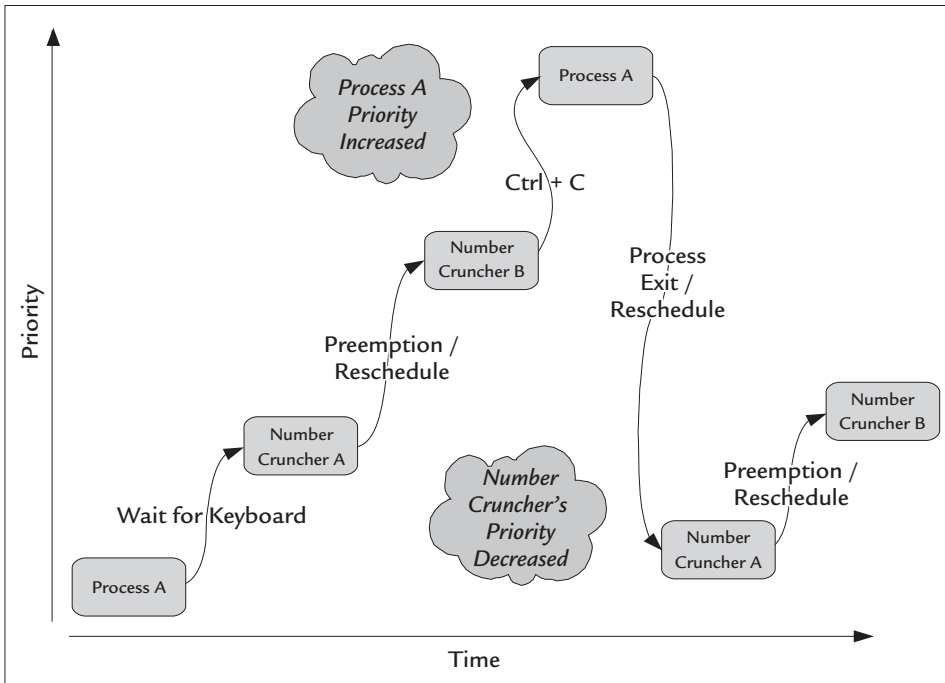 Process A
Priority
Increased
Process A
Ctrl + C
Number
Cruncher B
Process
Exit /
Reschedule
Priority
Preemption /
Reschedule
Number
Cruncher A
Number
Cruncher B
Number
Cruncher's
Priority
Decreased
Preemption /
Reschedule
Wait for Keyboard
Number
Cruncher A
Process A
Time